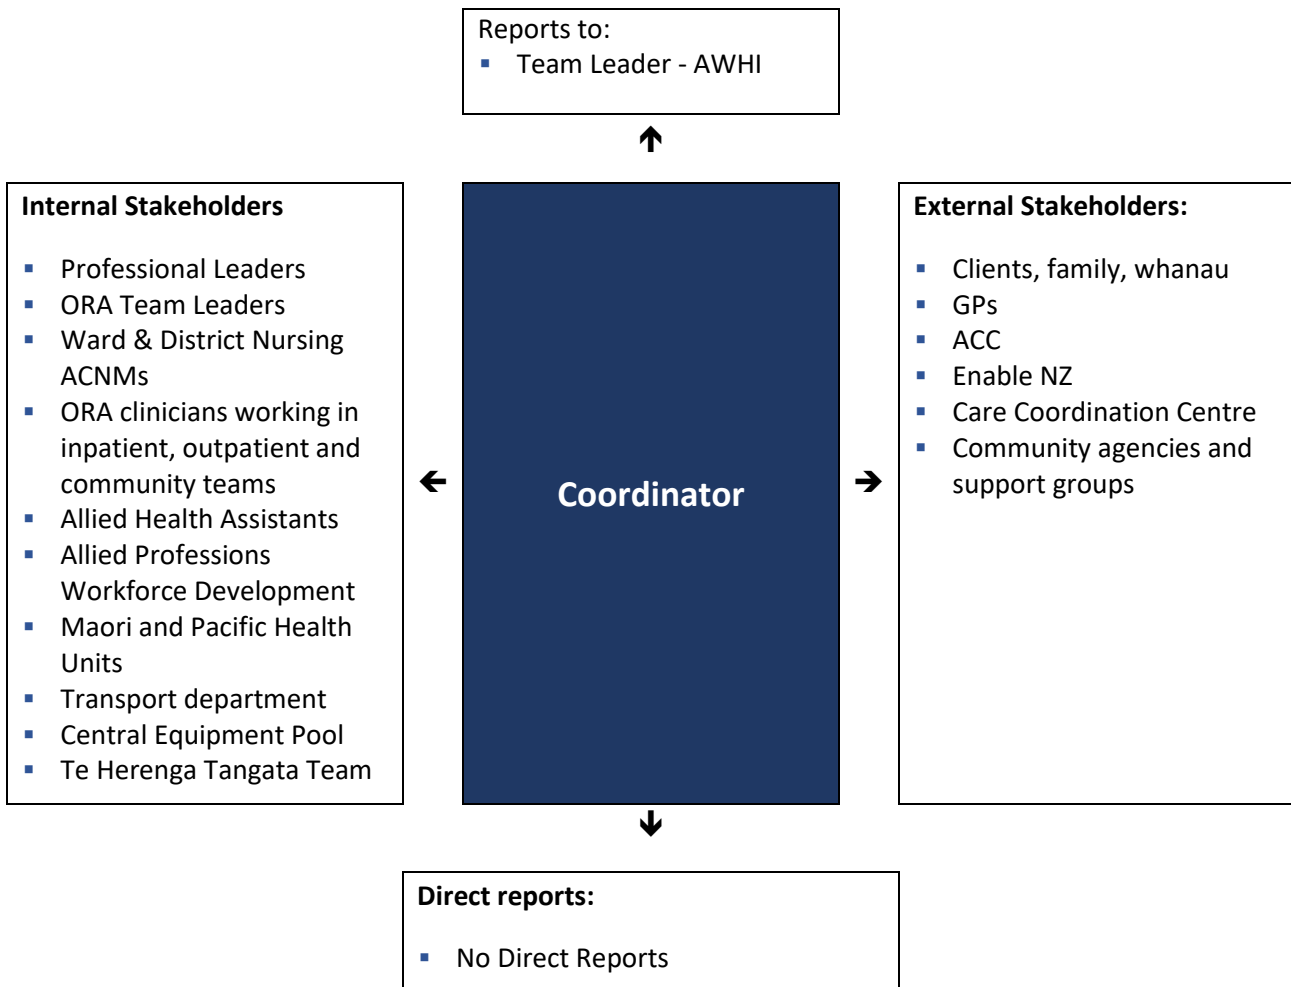 Reports to:
▪ Team Leader - AWHI
Internal Stakeholders
▪ Professional Leaders
▪ ORA Team Leaders
▪ Ward & District Nursing
ACNMs
▪ ORA clinicians working in
inpatient, outpatient and
community teams
▪ Allied Health Assistants
▪ Allied Professions
Workforce Development
▪ Maori and Pacific Health
Units
▪ Transport department
▪ Central Equipment Pool
▪ Te Herenga Tangata Team
Coordinator
External Stakeholders:
▪ Clients, family, whanau
▪ GPs
▪ ACC
▪ Enable NZ
▪ Care Coordination Centre
▪ Community agencies and
support groups
Direct reports:
▪ No Direct Reports